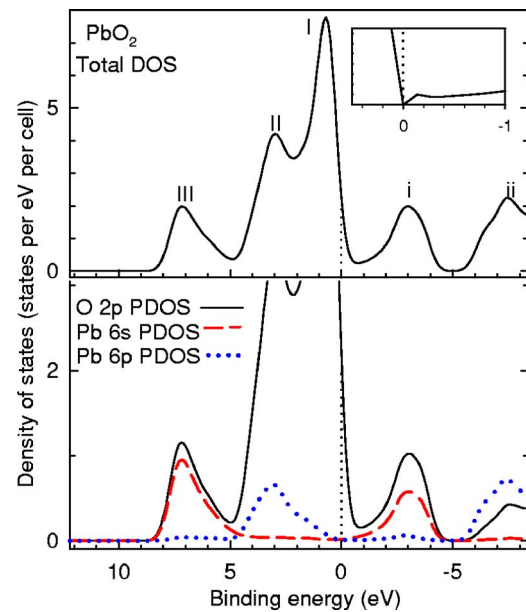 PbO2
Total DOS
I
II
III
i
ii
0
-1
5
0
O 2p PDOS
Pb 6s PDOS
Pb 6p PDOS
2
0
10
5
0
-5
Binding energy (eV)
Density of states (states per eV per cell)